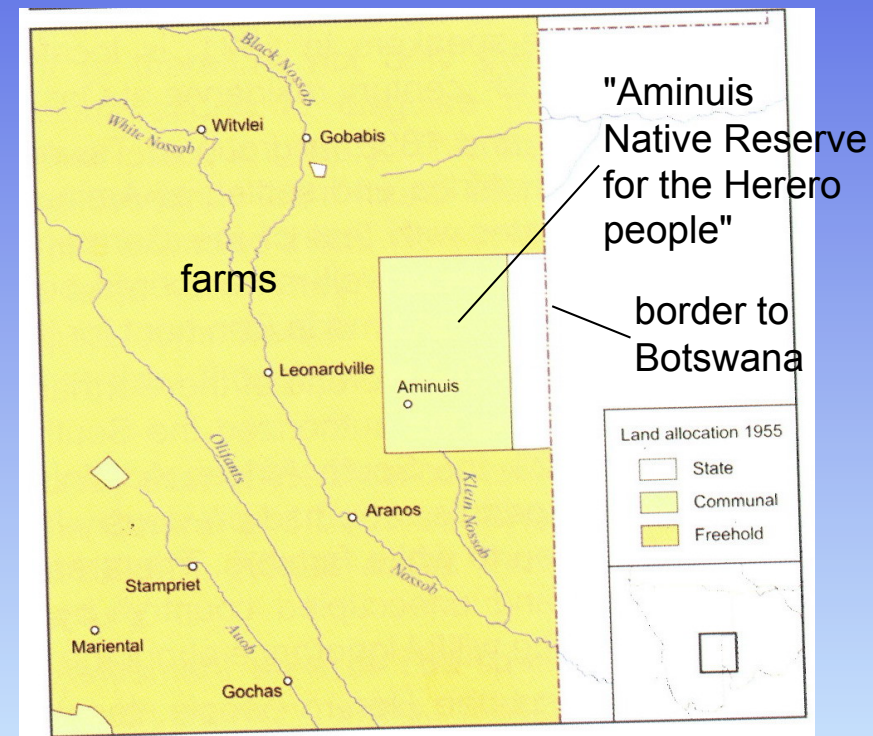 Black Nossob
"Aminuis
Native Reserve
for the Herero
people"
White Nossob
Witvlei
Gobabis
farms
border to
Botswana
Leonardville
Aminuis
Land allocation 1955
State
Communal
Freehold
Olifants
Klein Nossob
Aranos
Nossob
Stampriet
Auob
Mariental
Gochas